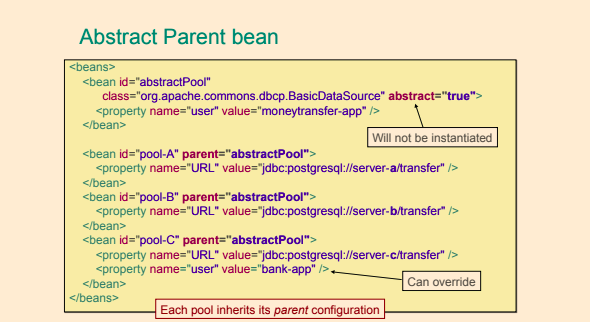 Abstract Parent bean
<beans>
<bean id="abstractPool"
class="org.apache.commons.dbcp.BasicDataSource" abstract="true">
<property name="user" value="moneytransfer-app" />
</bean>
Will not be instantiated
<bean id="pool-A" parent="abstractPool">
<property name="URL" value="jdbc:postgresql://server-a/transfer" />
</bean>
<bean id="pool-B" parent="abstractPool">
<property name="URL" value="jdbc:postgresql://server-b/transfer" />
</bean>
<bean id="pool-C" parent="abstractPool">
<property name="URL" value="jdbc:postgresql://server-c/transfer" />
<property name="user" value="bank-app" />
Can override
</bean>
</beans>
Each pool inherits its parent configuration